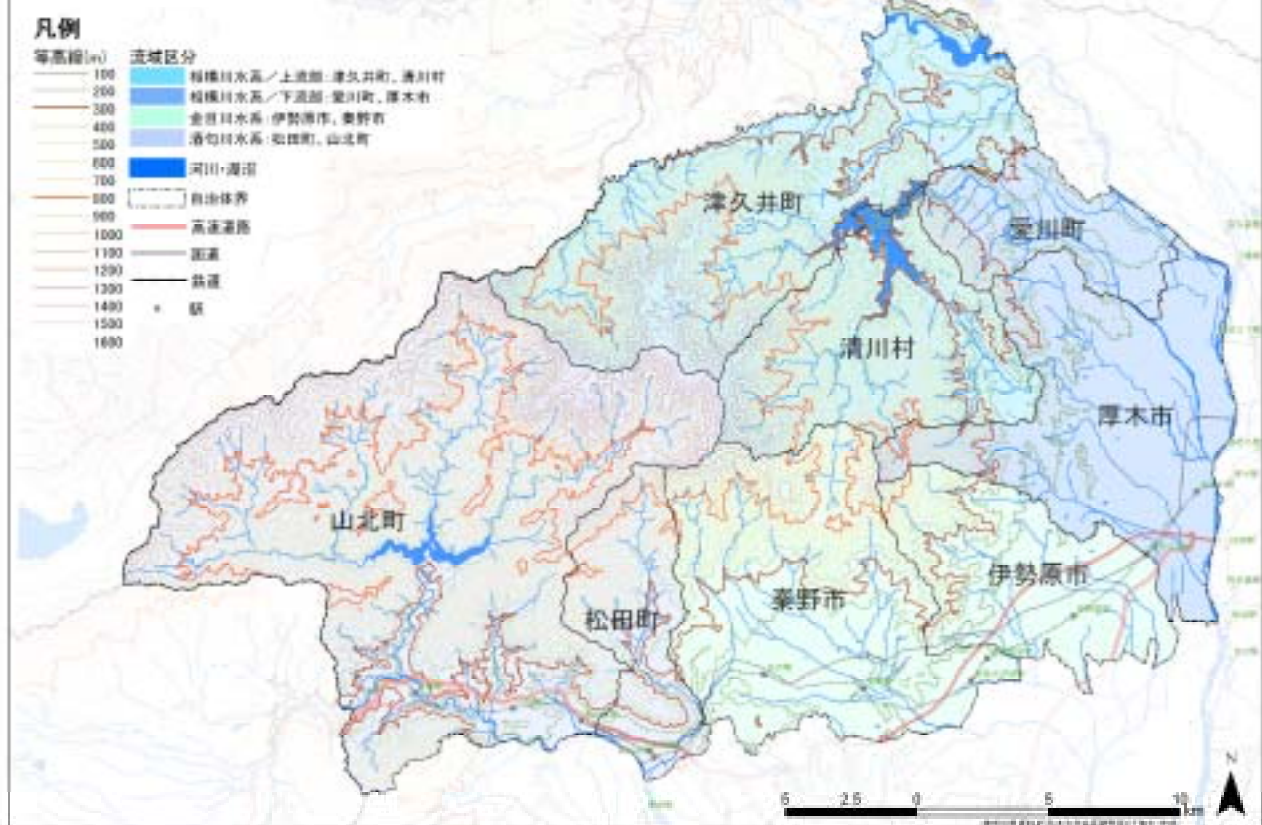 凡例
等高線(m)
流域区分
100
200
300
400
500
600
700
800
900
1000
1100
1200
1300
1400
1500
1600
相模川水系／上流部:津久井町、清川村
相模川水系／下流部:愛川町、厚木市
金目川水系:伊勢原市、秦野市
酒匂川水系:松田町、山北町
河川・湖沼
自治体界
高速道路
国道
鉄道
駅
津久井町
愛川町
清川村
厚木市
山北町
伊勢原市
秦野市
松田町
N
5 2.5 0 5 10
km